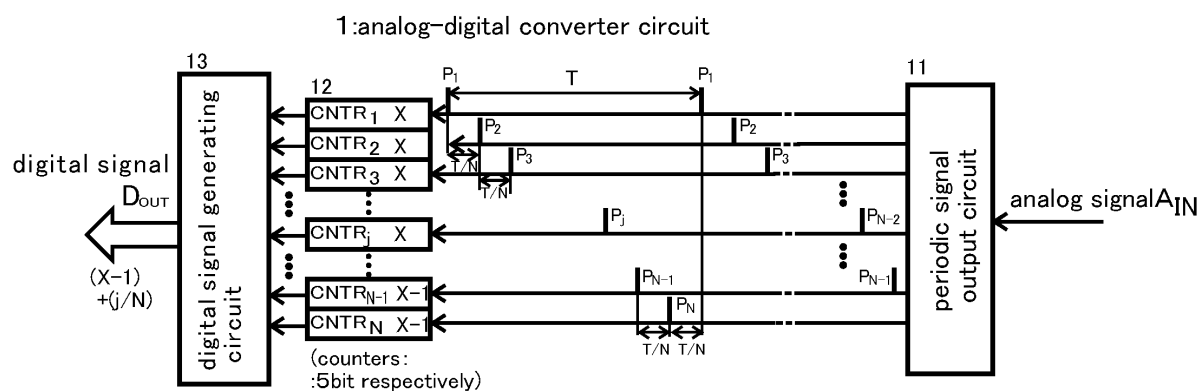 1:analog-digital converter circuit
13
digital signal generating
circuit
12
CNTR1 X
CNTR2 X
CNTR3 X
CNTRj X
CNTRN-1 X-1
CNTRN X-1
(counters:
:5bit respectively)
P1
T
P1
P2
P2
T/N
P3
P3
T/N
Pj
PN-2
PN-1
PN-1
PN
T/N
T/N
11
periodic signal
output circuit
digital signal
DOUT
(X-1)
+(j/N)
analog signalAIN